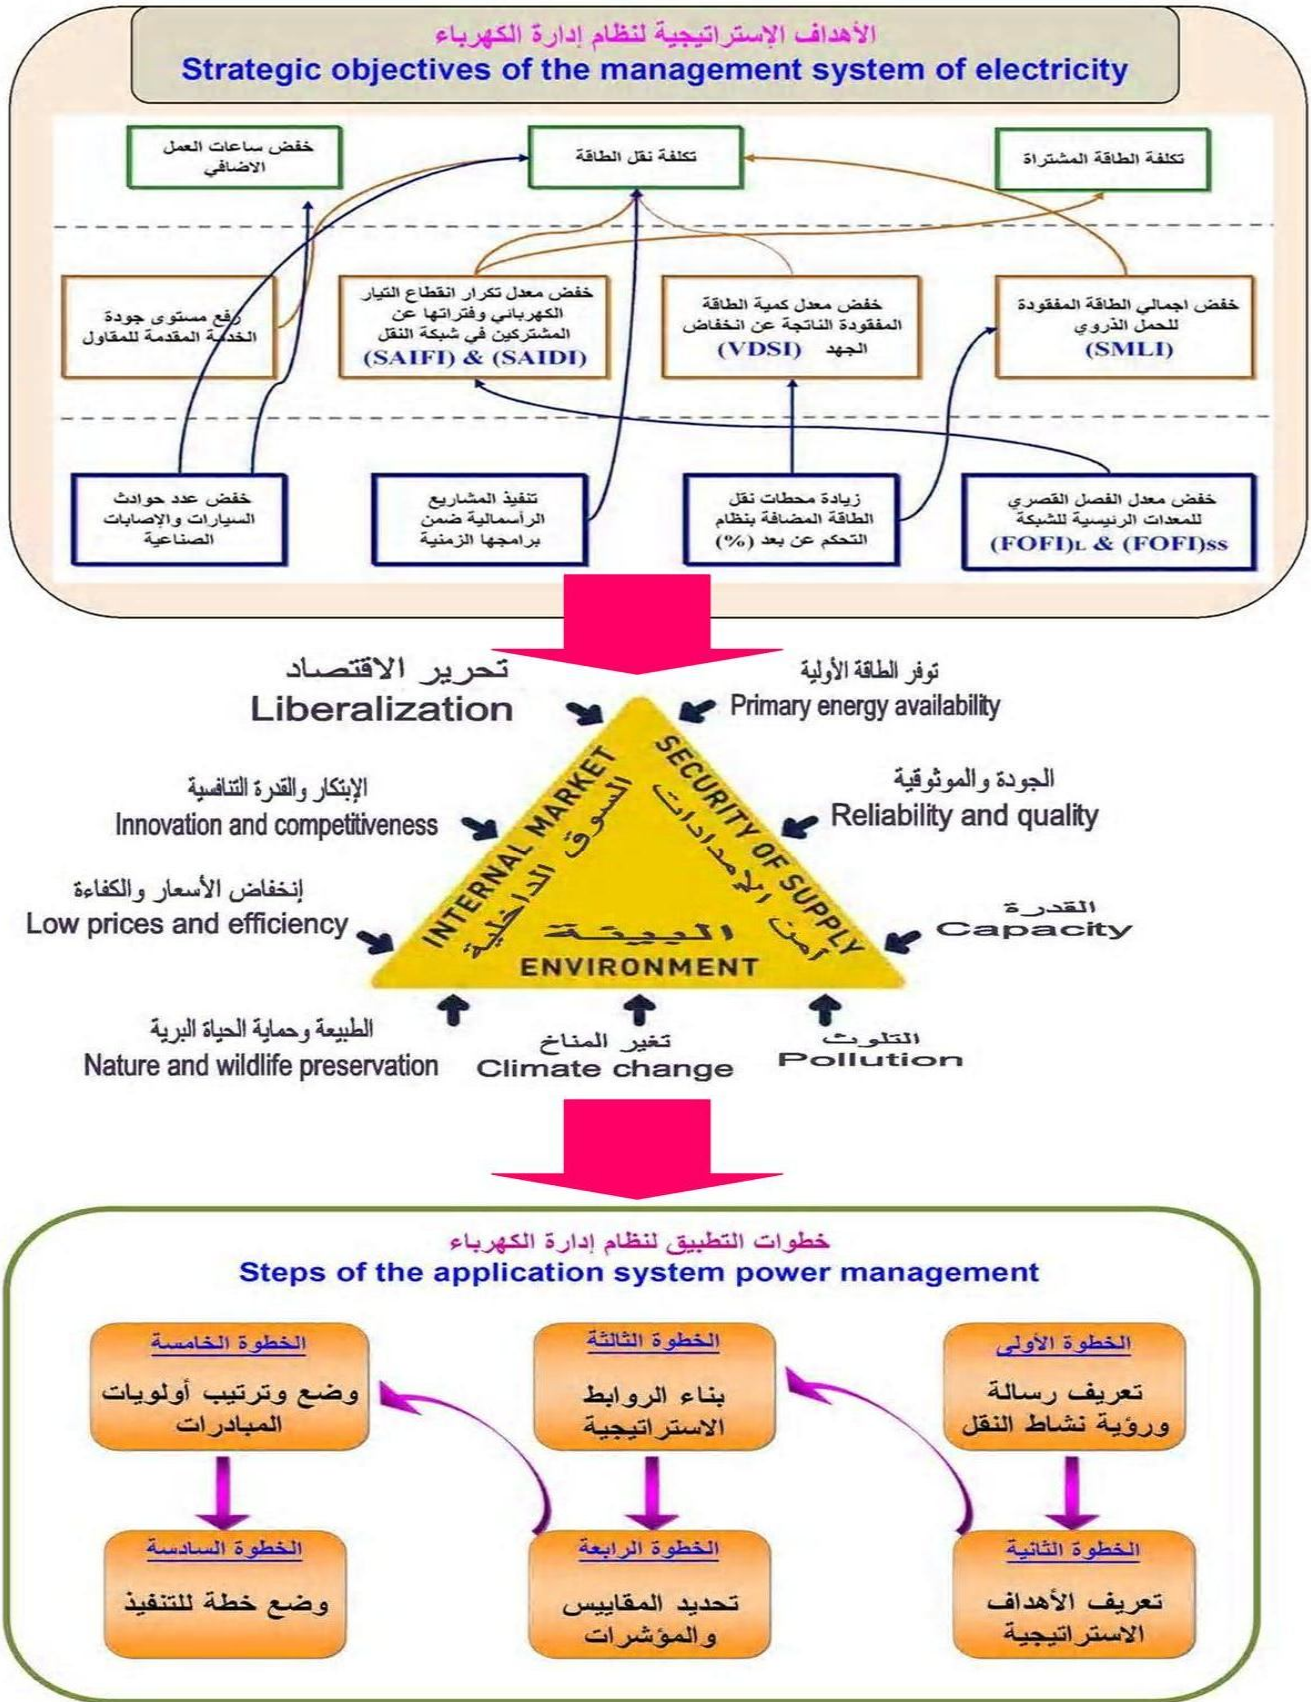 الأهداف الإستراتيجية لنظام إدارة الكهرباء
Strategic objectives of the management system of electricity
تكلفة الطاقة المشتراة
تكلفة نقل الطاقة
خفض ساعات العمل
الاضافي
خفض اجمالي الطاقة المفقودة
للحمل الذروي
(SMLI)
خفض معدل كمية الطاقة
المفقودة الناتجة عن انخفاض
الجهد (VDSI)
خفض معدل تكرار انقطاع التيار
الكهربائي وفتراتها عن
المشتركين في شبكة النقل
(SAIFI) & (SAIDI)
رفع مستوى جودة
الخدمة المقدمة للمقاول
خفض معدل الفصل القصري
للمعدات الرئيسية للشبكة
(FOFI)L & (FOFI)SS
زيادة محطات نقل
الطاقة المضافة بنظام
التحكم عن بعد (%)
تنفيذ المشاريع
الرأسمالية ضمن
برامجها الزمنية
خفض عدد حوادث
السيارات والإصابات
الصناعية
تحرير الاقتصاد
Liberalization
توفر الطاقة الأولية
Primary energy availability
الإبتكار والقدرة التنافسية
Innovation and competitiveness
الجودة والموثوقية
Reliability and quality
إنخفاض الأسعار والكفاءة
Low prices and efficiency
القدرة
Capacity
INTERNAL MARKET
السوق الداخلية
SECURITY OF SUPPLY
أمن الإمدادات
البيئة
ENVIRONMENT
الطبيعة وحماية الحياة البرية
Nature and wildlife preservation
تغير المناخ
Climate change
التلوث
Pollution
خطوات التطبيق لنظام إدارة الكهرباء
Steps of the application system power management
الخطوة الأولى
تعريف رسالة
ورؤية نشاط النقل
الخطوة الثانية
تعريف الأهداف
الاستراتيجية
الخطوة الثالثة
بناء الروابط
الاستراتيجية
الخطوة الرابعة
تحديد المقاييس
والمؤشرات
الخطوة الخامسة
وضع وترتيب أولويات
المبادرات
الخطوة السادسة
وضع خطة للتنفيذ